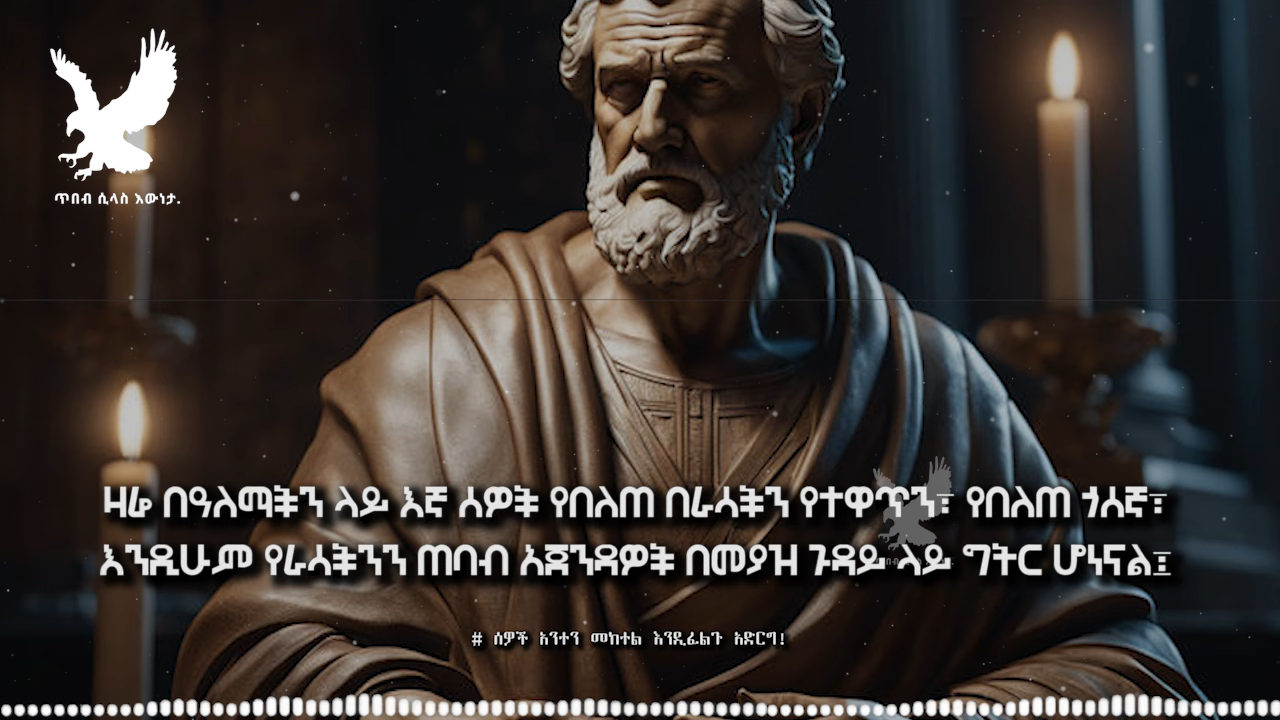 ጥበብ ሲላስ እውነታ.
ዛሬ በዓለማችን ላይ እኛ ሰዎች የበለጠ በራሳችን የተዋጥን፣ የበለጠ ጎሰኛ፣
እንዲሁም የራሳችንን ጠባብ አጀንዳዎች በመያዝ ጉዳይ ላይ ግትር ሆነናል፤
# ሰዎች አንተን መከተል እንዲፈልጉ አድርግ!